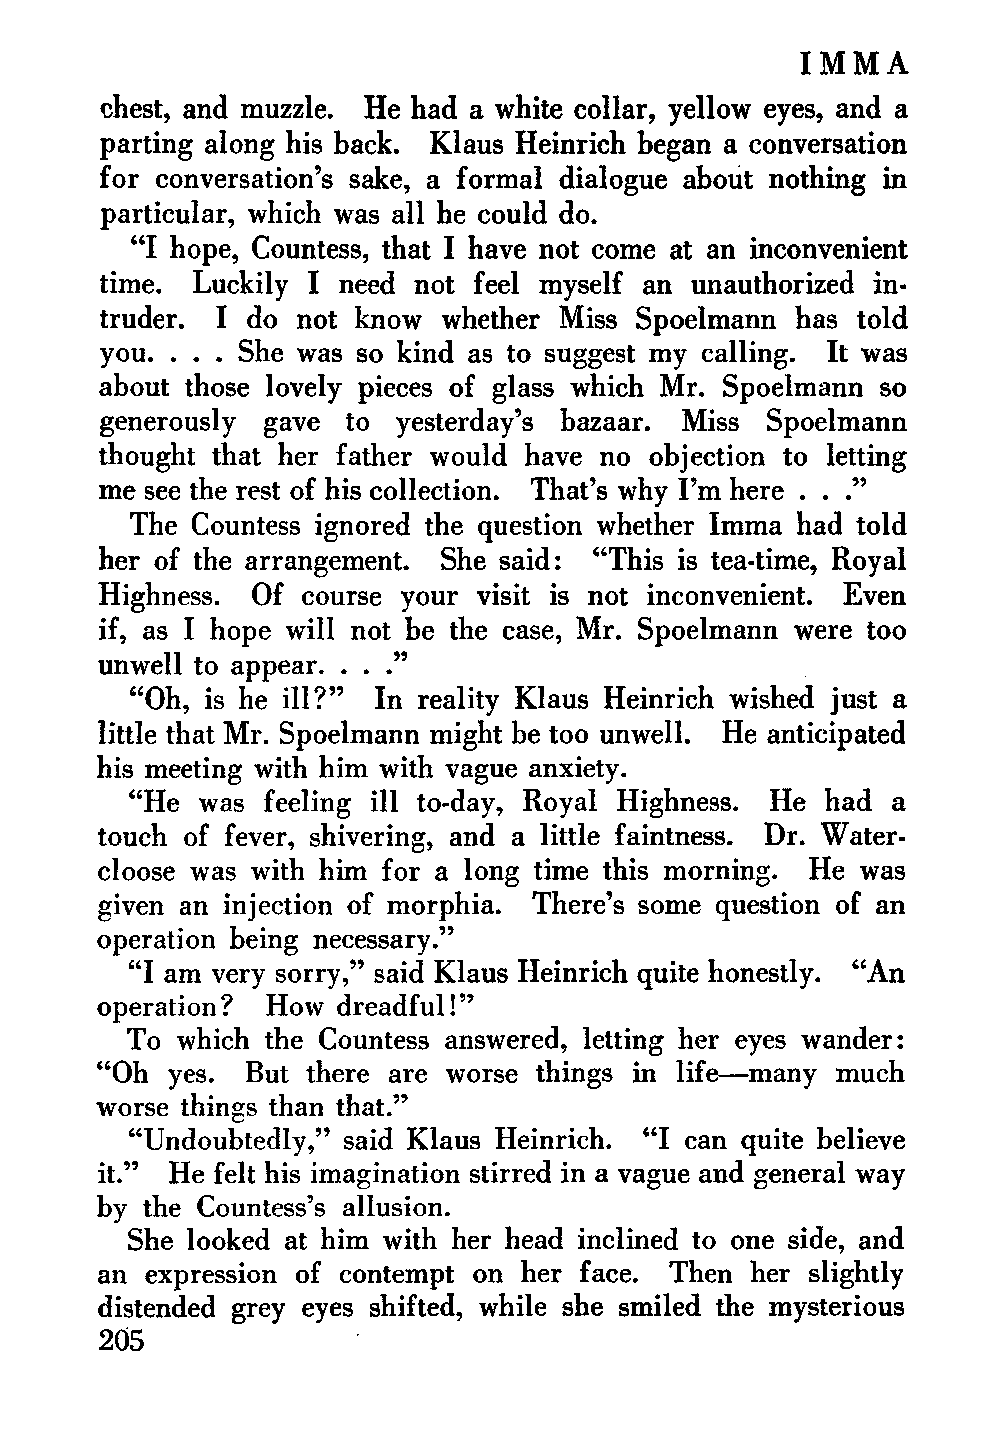 IMMA
chest, and muzzle. He had a white collar, yellow eyes, and a
parting along his back. Klaus Heinrich began a conversation
for conversation's sake, a formal dialogue about nothing in
particular, which was all he could do.
"I hope, Countess, that I have not come at an inconvenient
time. Luckily I need not feel myself an unauthorized in-
truder. I do not know whether Miss Spoelmann has told
you. . . . She was so kind as to suggest my calling. It was
about those lovely pieces of glass which Mr. Spoelmann so
generously gave to yesterday's bazaar. Miss Spoelmann
thought that her father would have no objection to letting
me see the rest of his collection. That's why I'm here . . ."
The Countess ignored the question whether Imma had told
her of the arrangement. She said: "This is tea-time, Royal
Highness. Of course your visit is not inconvenient. Even
if, as I hope will not be the case, Mr. Spoelmann were too
unwell to appear. . . ."
"Oh, is he ill?" In reality Klaus Heinrich wished just a
little that Mr. Spoelmann might be too unwell. He anticipated
his meeting with him with vague anxiety.
"He was feeling ill to-day, Royal Highness. He had a
touch of fever, shivering, and a little faintness. Dr. Water-
cloose was with him for a long time this morning. He was
given an injection of morphia. There's some question of an
operation being necessary."
"I am very sorry," said Klaus Heinrich quite honestly. "An
operation? How dreadful!"
To which the Countess answered, letting her eyes wander:
"Oh yes. But there are worse things in life—many much
worse things than that."
"Undoubtedly," said Klaus Heinrich. "I can quite believe
it." He felt his imagination stirred in a vague and general way
by the Countess's allusion.
She looked at him with her head inclined to one side, and
an expression of contempt on her face. Then her slightly
distended grey eyes shifted, while she smiled the mysterious
205